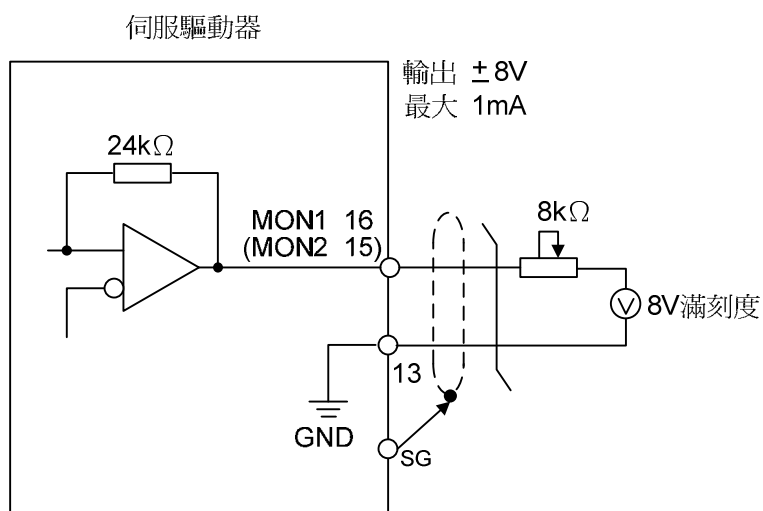 伺服驅動器
輸出 ±8V
最大 1mA
24kΩ
MON1 16
(MON2 15)
8kΩ
V
8V滿刻度
13
GND
SG